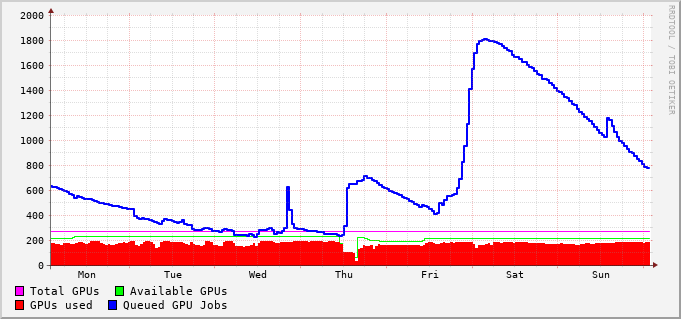 2000
1800
1600
1400
1200
1000
800
600
400
200
0
Mon Tue Wed Thu Fri Sat Sun
Total GPUs Available GPUs
GPUs used Queued GPU Jobs
RRDTOOL / TOBI OETIKER